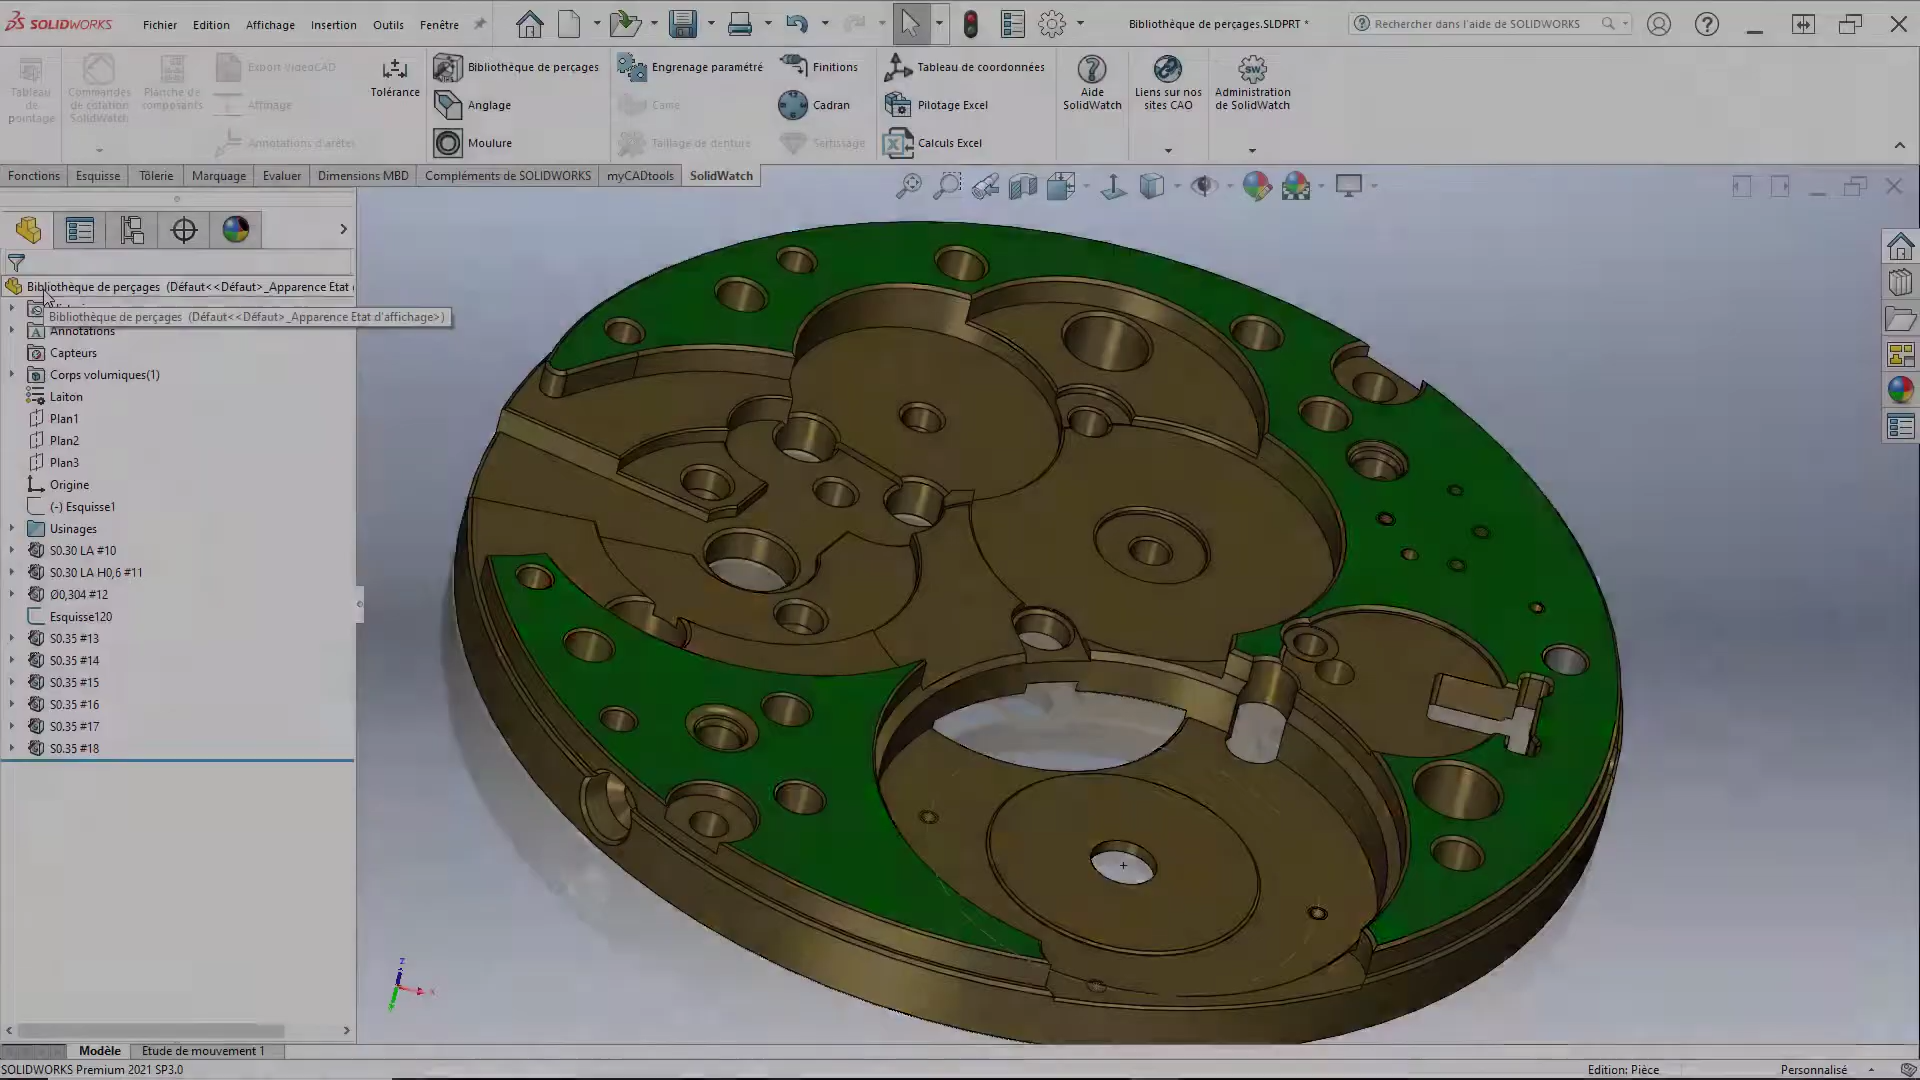 SOLIDWORKS
Fichier
Edition
Affichage
Insertion
Outils
Fenêtre
Bibliothèque de perçages.SLDPRT *
Rechercher dans l'aide de SOLIDWORKS
Tableau de pointage
Commandes de cotation SolidWatch
Planche de composants
Export VideoCAD
Affinage
Annotations d'arêtes
Tolérance
Bibliothèque de perçages
Anglage
Moulure
Engrenage paramétré
Came
Taillage de denture
Finitions
Cadran
Sertissage
Tableau de coordonnées
Pilotage Excel
Calculs Excel
Aide SolidWatch
Liens sur nos sites CAO
Administration de SolidWatch
Fonctions
Esquisse
Tôlerie
Marquage
Evaluer
Dimensions MBD
Compléments de SOLIDWORKS
myCADtools
SolidWatch
Bibliothèque de perçages (Défaut<<Défaut>_Apparence Etat
Bibliothèque de perçages (Défaut<<Défaut>_Apparence Etat d'affichage>)
Annotations
Capteurs
Corps volumiques(1)
Laiton
Plan1
Plan2
Plan3
Origine
(-) Esquisse1
Usinages
S0.30 LA #10
S0.30 LA H0,6 #11
Ø0,304 #12
Esquisse120
S0.35 #13
S0.35 #14
S0.35 #15
S0.35 #16
S0.35 #17
S0.35 #18
Modèle
Etude de mouvement 1
SOLIDWORKS Premium 2021 SP3.0
Edition: Pièce
Personnalisé